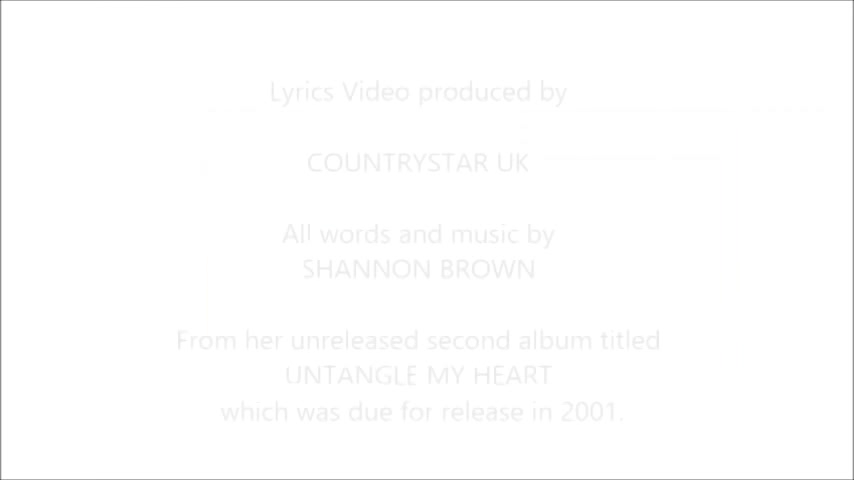 Lyrics Video produced by
COUNTRYSTAR UK
All words and music by
SHANNON BROWN
From her unreleased second album titled
UNTANGLE MY HEART
which was due for release in 2001.